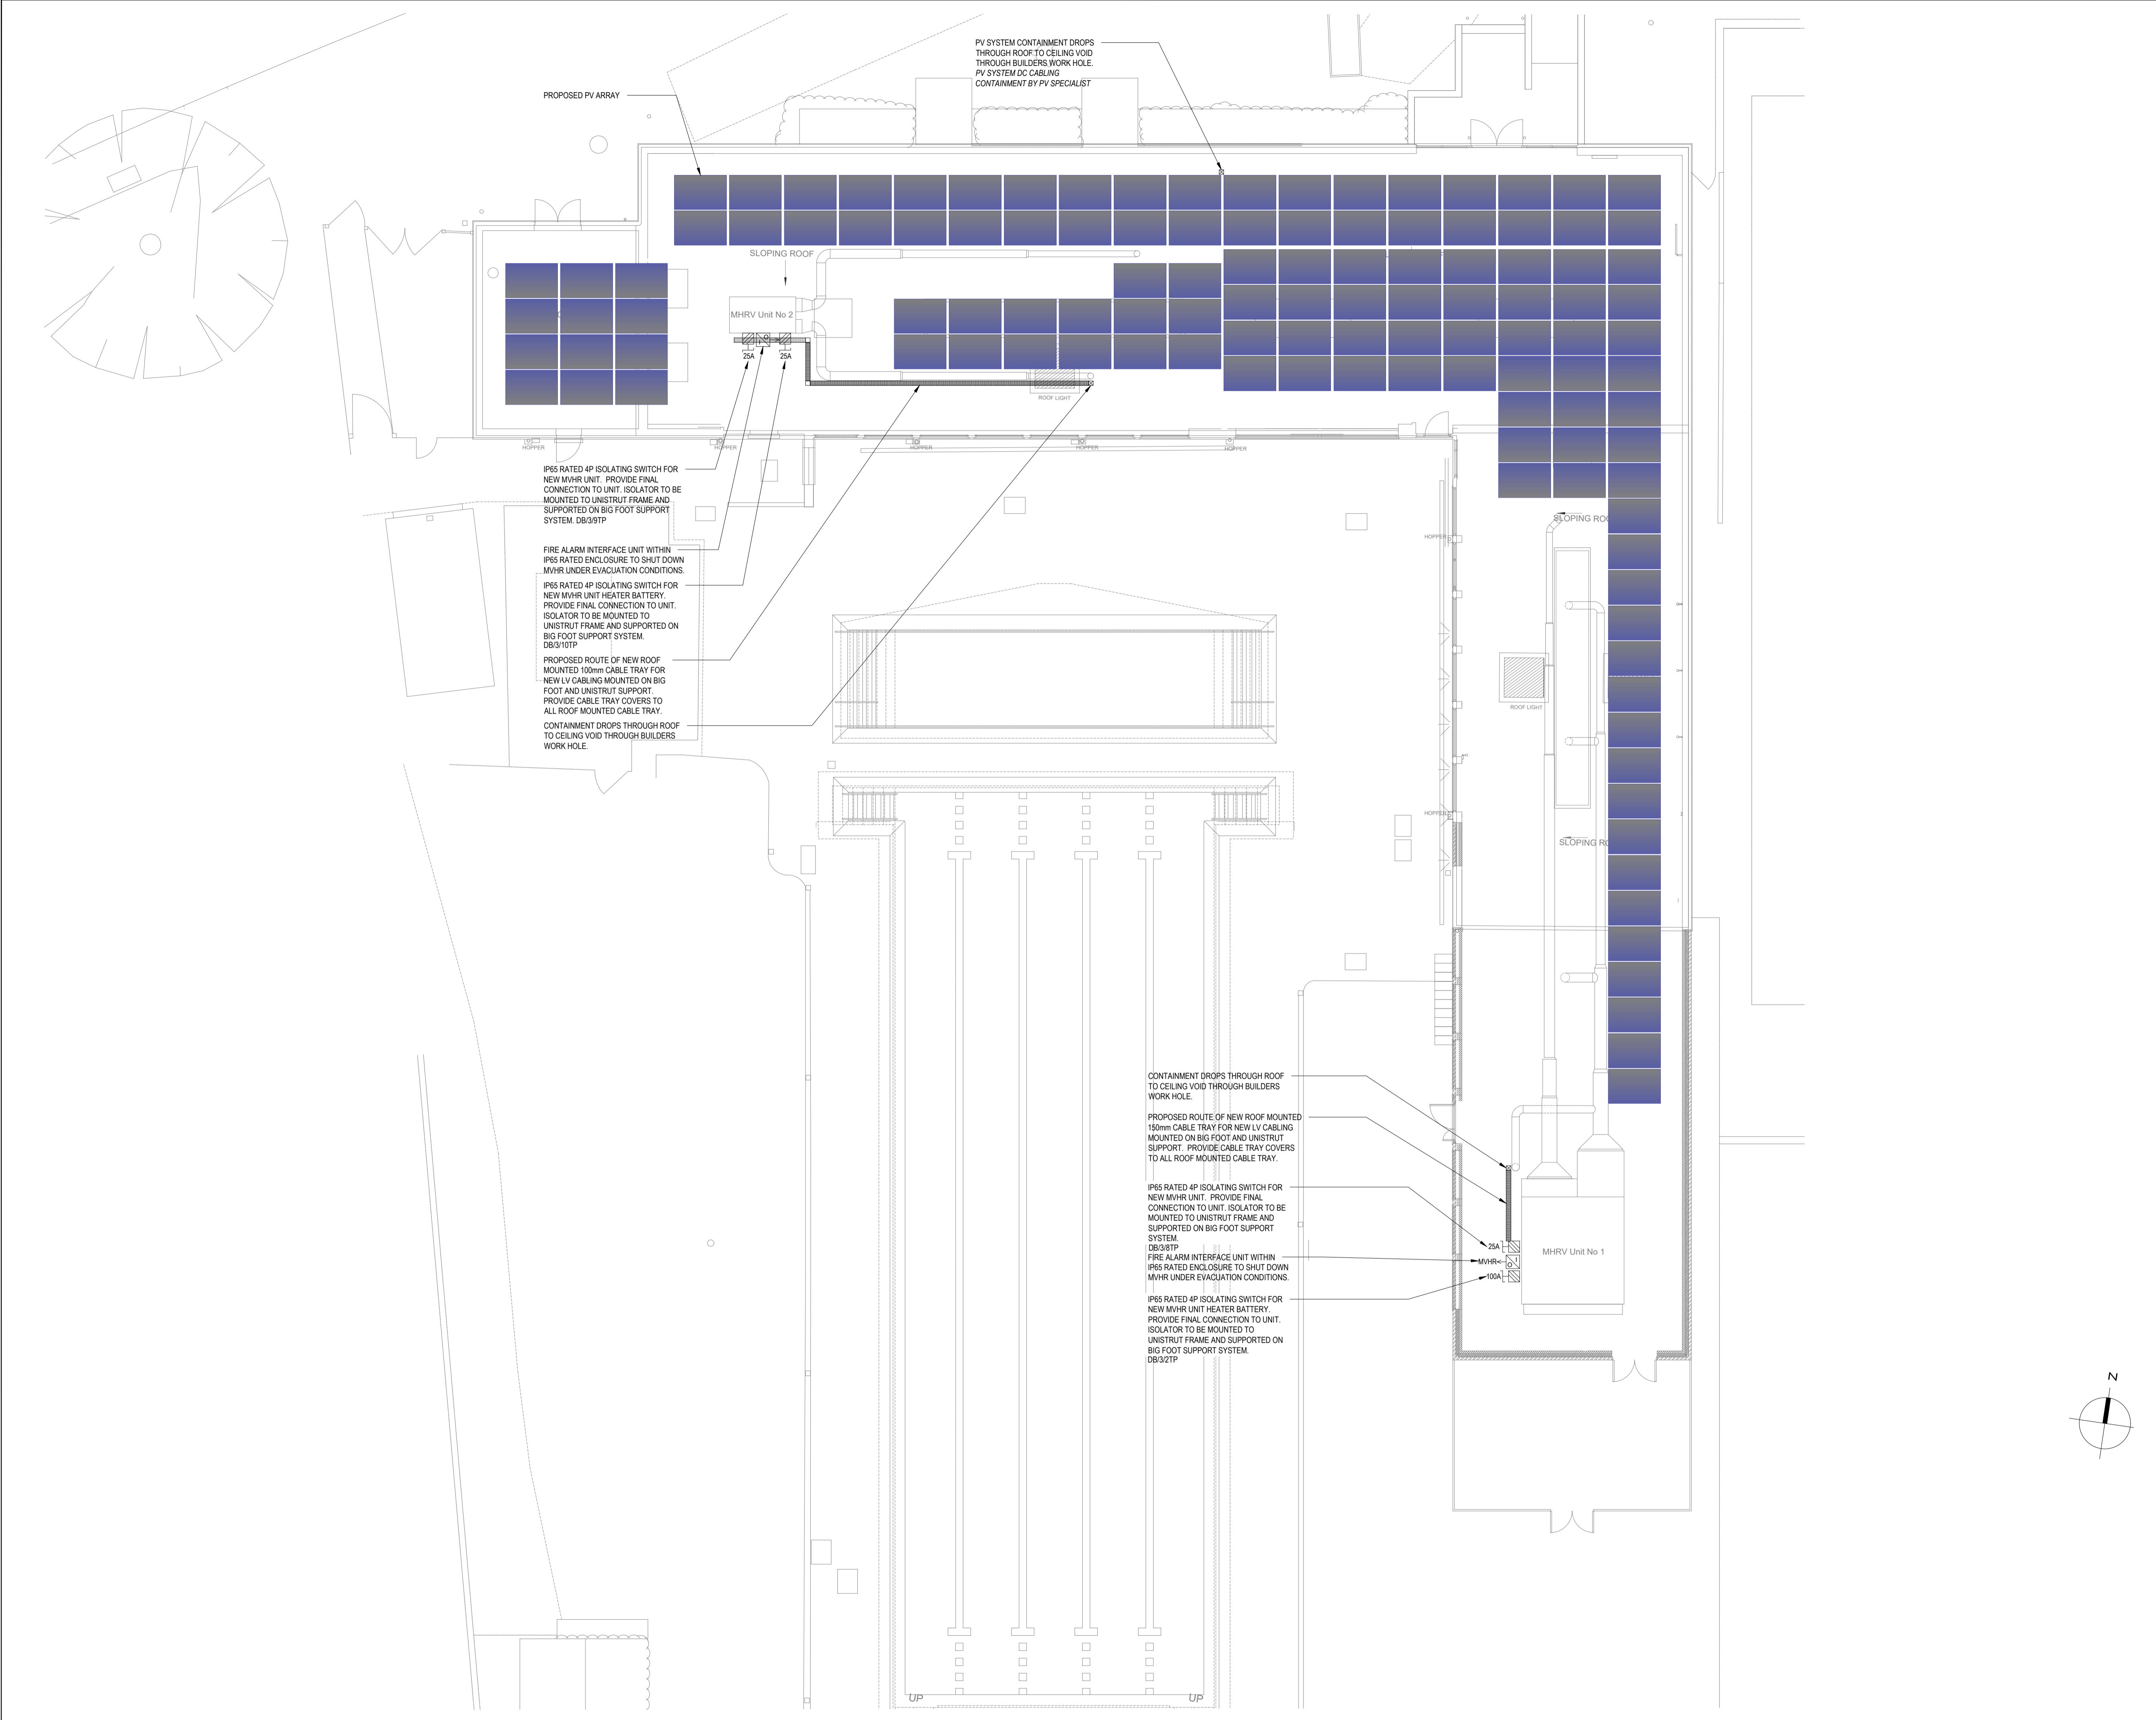 PV SYSTEM CONTAINMENT DROPS
THROUGH ROOF TO CEILING VOID
THROUGH BUILDERS WORK HOLE.
PV SYSTEM DC CABLING
CONTAINMENT BY PV SPECIALIST
PROPOSED PV ARRAY
SLOPING ROOF
MHRV Unit No 2
25A
25A
ROOF LIGHT
HOPPER
HOPPER
HOPPER
HOPPER
HOPPER
IP65 RATED 4P ISOLATING SWITCH FOR
NEW MVHR UNIT. PROVIDE FINAL
CONNECTION TO UNIT. ISOLATOR TO BE
MOUNTED TO UNISTRUT FRAME AND
SUPPORTED ON BIG FOOT SUPPORT
SYSTEM. DB/3/9TP
FIRE ALARM INTERFACE UNIT WITHIN
IP65 RATED ENCLOSURE TO SHUT DOWN
MVHR UNDER EVACUATION CONDITIONS.
IP65 RATED 4P ISOLATING SWITCH FOR
NEW MVHR UNIT HEATER BATTERY.
PROVIDE FINAL CONNECTION TO UNIT.
ISOLATOR TO BE MOUNTED TO
UNISTRUT FRAME AND SUPPORTED ON
BIG FOOT SUPPORT SYSTEM.
DB/3/10TP
PROPOSED ROUTE OF NEW ROOF
MOUNTED 100mm CABLE TRAY FOR
NEW LV CABLING MOUNTED ON BIG
FOOT AND UNISTRUT SUPPORT.
PROVIDE CABLE TRAY COVERS TO
ALL ROOF MOUNTED CABLE TRAY.
CONTAINMENT DROPS THROUGH ROOF
TO CEILING VOID THROUGH BUILDERS
WORK HOLE.
SLOPING ROO
HOPPER
ROOF LIGHT
HOPPER
SLOPING RO
CONTAINMENT DROPS THROUGH ROOF
TO CEILING VOID THROUGH BUILDERS
WORK HOLE.
PROPOSED ROUTE OF NEW ROOF MOUNTED
150mm CABLE TRAY FOR NEW LV CABLING
MOUNTED ON BIG FOOT AND UNISTRUT
SUPPORT. PROVIDE CABLE TRAY COVERS
TO ALL ROOF MOUNTED CABLE TRAY.
IP65 RATED 4P ISOLATING SWITCH FOR
NEW MVHR UNIT. PROVIDE FINAL
CONNECTION TO UNIT. ISOLATOR TO BE
MOUNTED TO UNISTRUT FRAME AND
SUPPORTED ON BIG FOOT SUPPORT
SYSTEM.
DB/3/8TP
FIRE ALARM INTERFACE UNIT WITHIN
IP65 RATED ENCLOSURE TO SHUT DOWN
MVHR UNDER EVACUATION CONDITIONS.
IP65 RATED 4P ISOLATING SWITCH FOR
NEW MVHR UNIT HEATER BATTERY.
PROVIDE FINAL CONNECTION TO UNIT.
ISOLATOR TO BE MOUNTED TO
UNISTRUT FRAME AND SUPPORTED ON
BIG FOOT SUPPORT SYSTEM.
DB/3/2TP
25A
MVHR
100A
MHRV Unit No 1
N
UP
UP